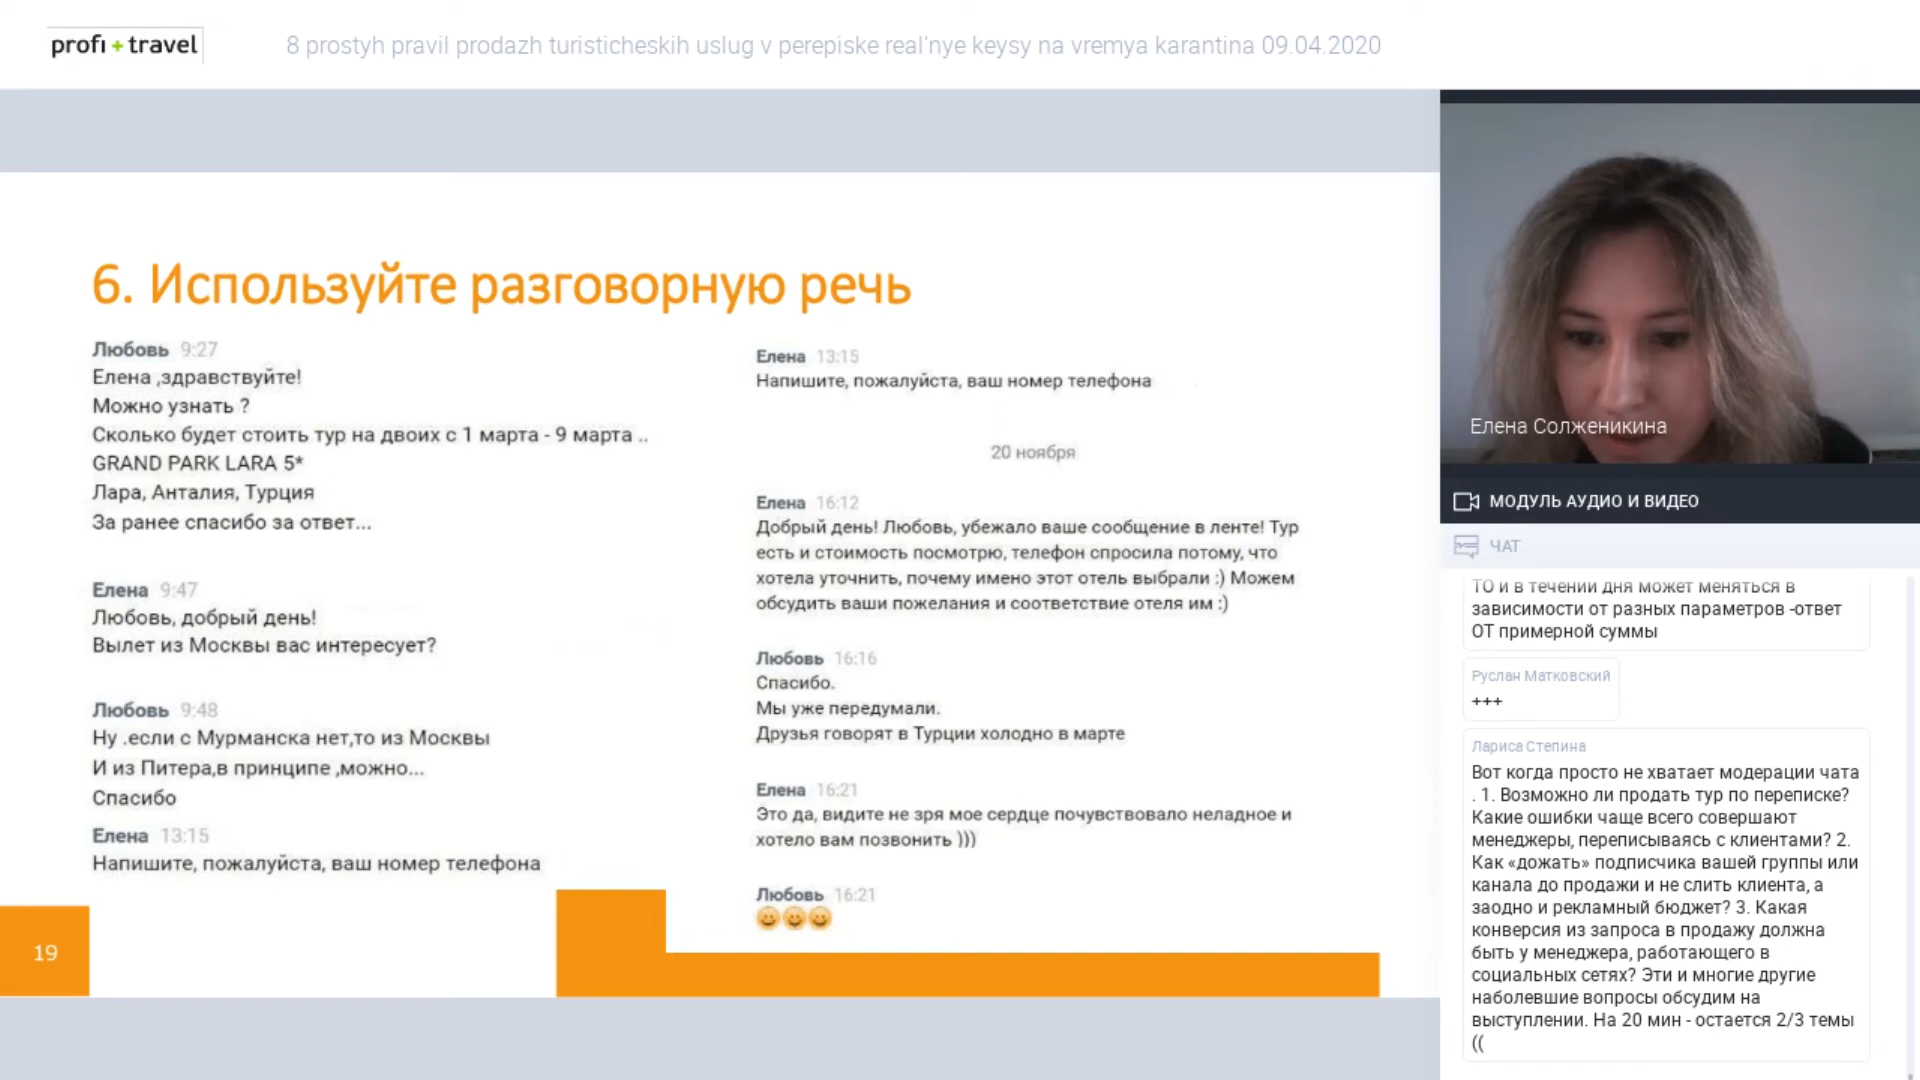 profi + travel
8 prostyh pravil prodazh turisticheskih uslug v perepiske real'nye keysy na vremya karantina 09.04.2020
6. Используйте разговорную речь
Любовь 9:27
Елена ,здравствуйте!
Можно узнать ?
Сколько будет стоить тур на двоих с 1 марта - 9 марта ..
GRAND PARK LARA 5*
Лара, Анталия, Турция
За ранее спасибо за ответ...
Елена 9:47
Любовь, добрый день!
Вылет из Москвы вас интересует?
Любовь 9:48
Ну .если с Мурманска нет,то из Москвы
И из Питера,в принципе ,можно...
Спасибо
Елена 13:15
Напишите, пожалуйста, ваш номер телефона
Елена 13:15
Напишите, пожалуйста, ваш номер телефона
20 ноября
Елена 16:12
Добрый день! Любовь, убежало ваше сообщение в ленте! Тур
есть и стоимость посмотрю, телефон спросила потому, что
хотела уточнить, почему имено этот отель выбрали :) Можем
обсудить ваши пожелания и соответствие отеля им :)
Любовь 16:16
Спасибо.
Мы уже передумали.
Друзья говорят в Турции холодно в марте
Елена 16:21
Это да, видите не зря мое сердце почувствовало неладное и
хотело вам позвонить )))
Любовь 16:21
😀😀😀
19
Елена Солженикина
МОДУЛЬ АУДИО И ВИДЕО
ЧАТ
ТО и в течении дня может меняться в
зависимости от разных параметров -ответ
ОТ примерной суммы
Руслан Матковский
+++
Лариса Степина
Вот когда просто не хватает модерации чата
. 1. Возможно ли продать тур по переписке?
Какие ошибки чаще всего совершают
менеджеры, переписываясь с клиентами? 2.
Как «дожать» подписчика вашей группы или
канала до продажи и не слить клиента, а
заодно и рекламный бюджет? 3. Какая
конверсия из запроса в продажу должна
быть у менеджера, работающего в
социальных сетях? Эти и многие другие
наболевшие вопросы обсудим на
выступлении. На 20 мин - остается 2/3 темы
((